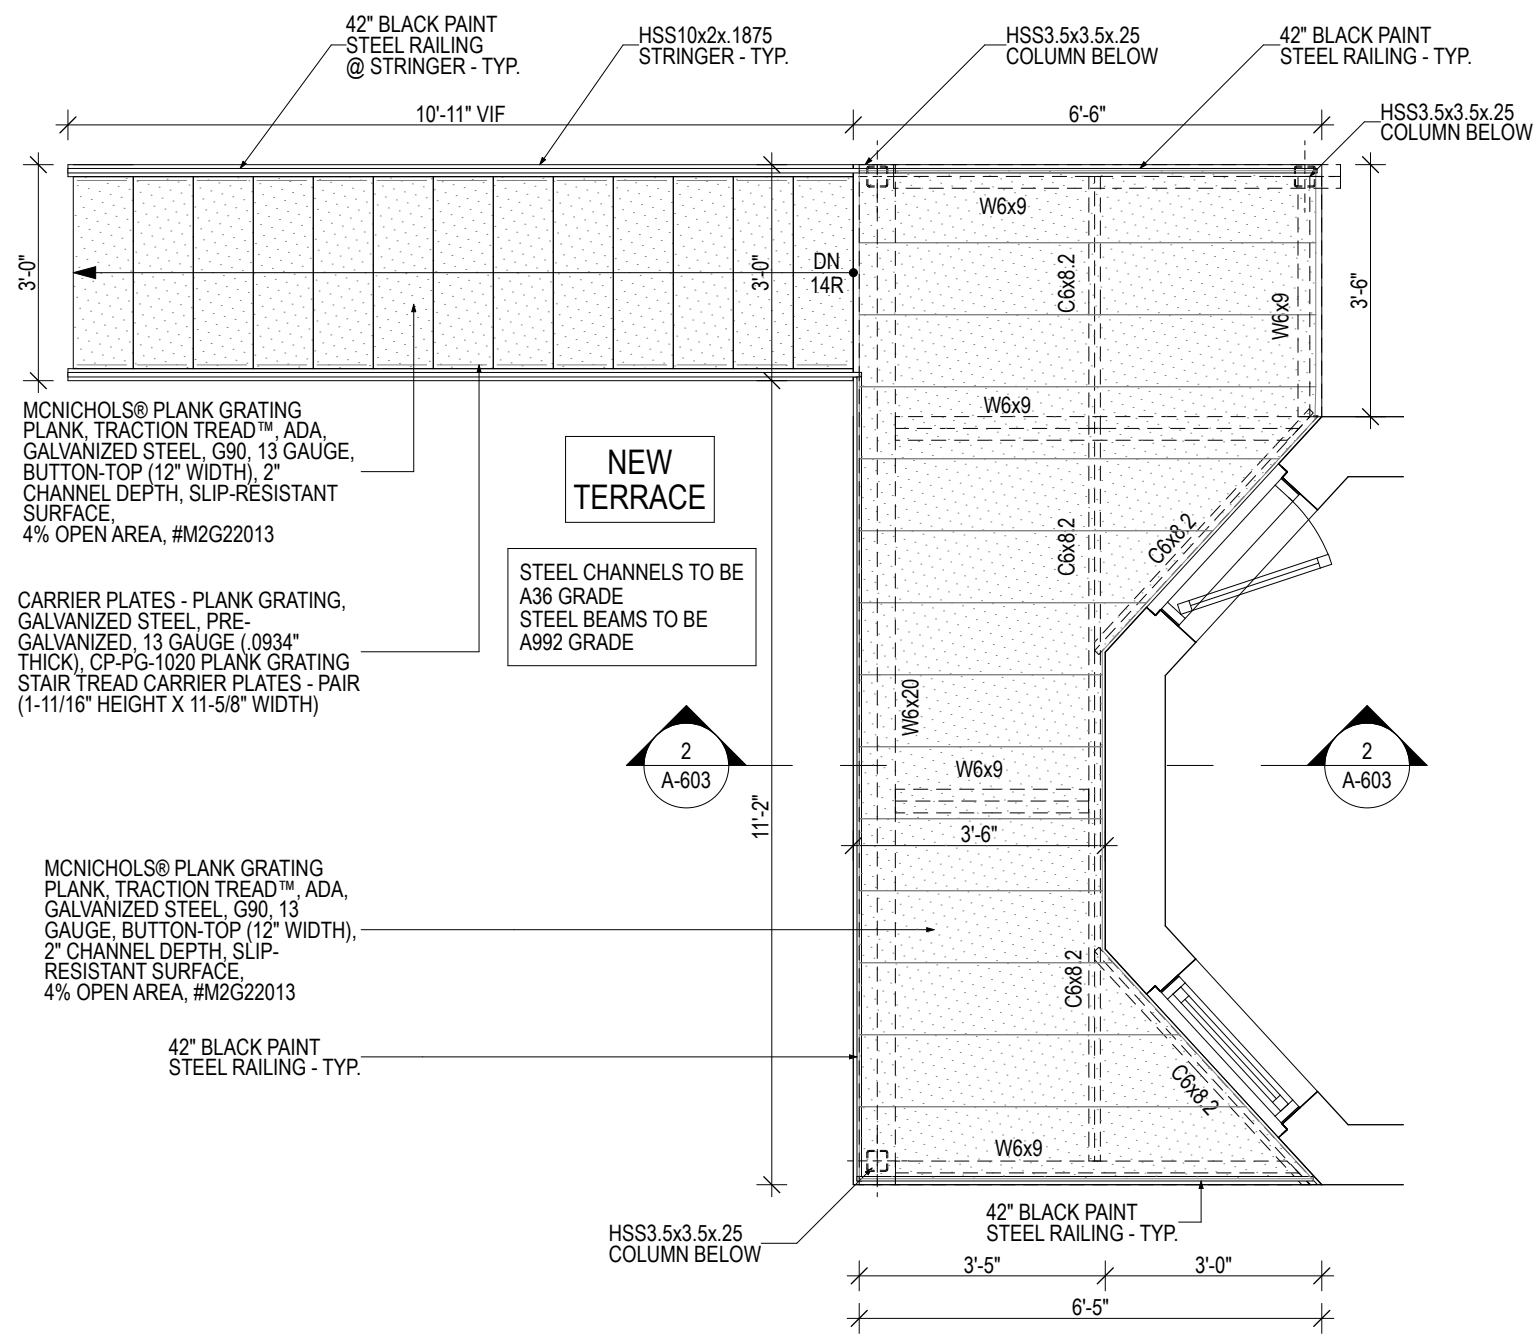 42" BLACK PAINT
STEEL RAILING
@ STRINGER - TYP.
HSS10x2x.1875
STRINGER - TYP.
HSS3.5x3.5x.25
COLUMN BELOW
42" BLACK PAINT
STEEL RAILING - TYP.
HSS3.5x3.5x.25
COLUMN BELOW
10'-11" VIF
6'-6"
3'-0"
3'-0"
DN
14R
W6x9
C6x8.2
W6x9
3'-6"
W6x9
MCNICHOLS® PLANK GRATING
PLANK, TRACTION TREAD™, ADA,
GALVANIZED STEEL, G90, 13 GAUGE,
BUTTON-TOP (12" WIDTH), 2"
CHANNEL DEPTH, SLIP-RESISTANT
SURFACE,
4% OPEN AREA, #M2G22013
NEW
TERRACE
STEEL CHANNELS TO BE
A36 GRADE
STEEL BEAMS TO BE
A992 GRADE
C6x8.2
C6x8.2
CARRIER PLATES - PLANK GRATING,
GALVANIZED STEEL, PRE-
GALVANIZED, 13 GAUGE (.0934"
THICK), CP-PG-1020 PLANK GRATING
STAIR TREAD CARRIER PLATES - PAIR
(1-11/16" HEIGHT X 11-5/8" WIDTH)
W6x20
2
A-603
W6x9
2
A-603
11'-2"
3'-6"
MCNICHOLS® PLANK GRATING
PLANK, TRACTION TREAD™, ADA,
GALVANIZED STEEL, G90, 13
GAUGE, BUTTON-TOP (12" WIDTH),
2" CHANNEL DEPTH, SLIP-
RESISTANT SURFACE,
4% OPEN AREA, #M2G22013
C6x8.2
C6x8.2
42" BLACK PAINT
STEEL RAILING - TYP.
W6x9
HSS3.5x3.5x.25
COLUMN BELOW
42" BLACK PAINT
STEEL RAILING - TYP.
3'-5"
3'-0"
6'-5"